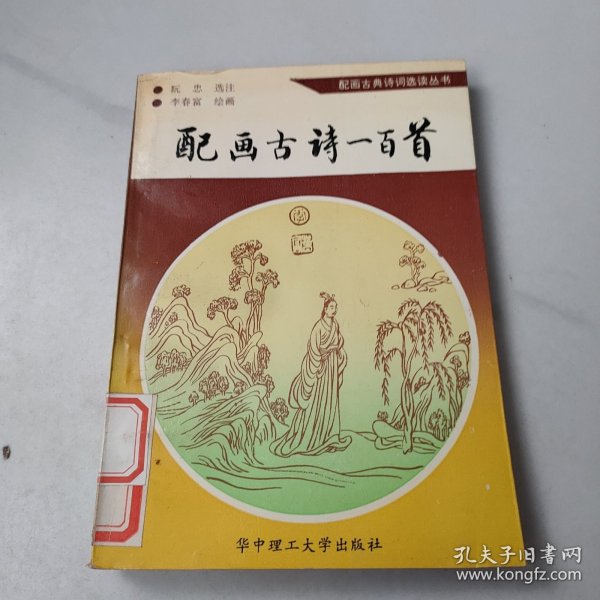 阮忠 选注
李春富 绘画
配画古典诗词选读丛书
配画古诗一百首
华中理工大学出版社
孔夫子旧书网
www.kongfz.com